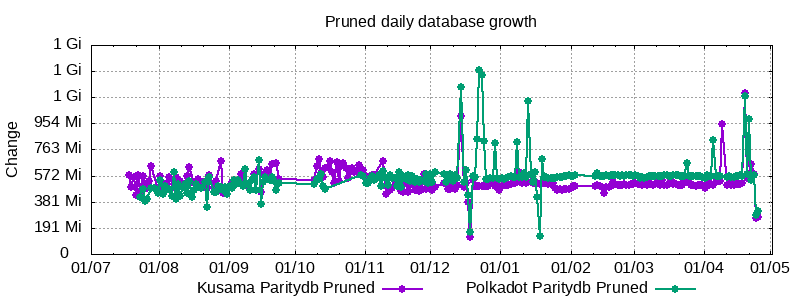 Pruned daily database growth
1 Gi
1 Gi
1 Gi
954 Mi
763 Mi
572 Mi
381 Mi
191 Mi
0
Change
01/07 01/08 01/09 01/10 01/11 01/12 01/01 01/02 01/03 01/04 01/05
Kusama Paritydb Pruned Polkadot Paritydb Pruned